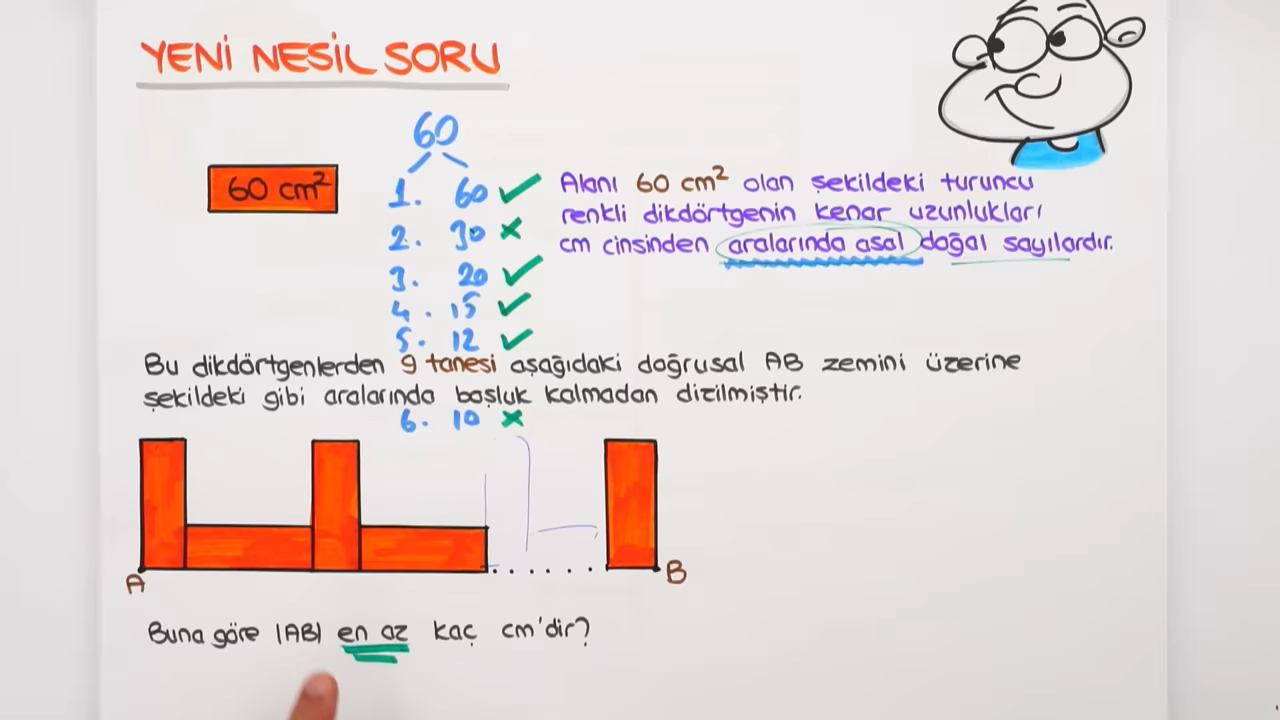 YENİ NESİL SORU
60
60 cm²
1. 60 ✓
2. 30 ×
3. 20 ✓
4. 15 ✓
5. 12 ✓
Alanı 60 cm² olan şekildeki turuncu
renkli dikdörtgenin kenar uzunlukları
cm cinsinden aralarında asal doğal sayılardır.
Bu dikdörtgenlerden 9 tanesi aşağıdaki doğrusal AB zemini üzerine
şekildeki gibi aralarında boşluk kalmadan dizilmiştir.
6. 10 ×
A
B
Buna göre |AB| en az kaç cm'dir?